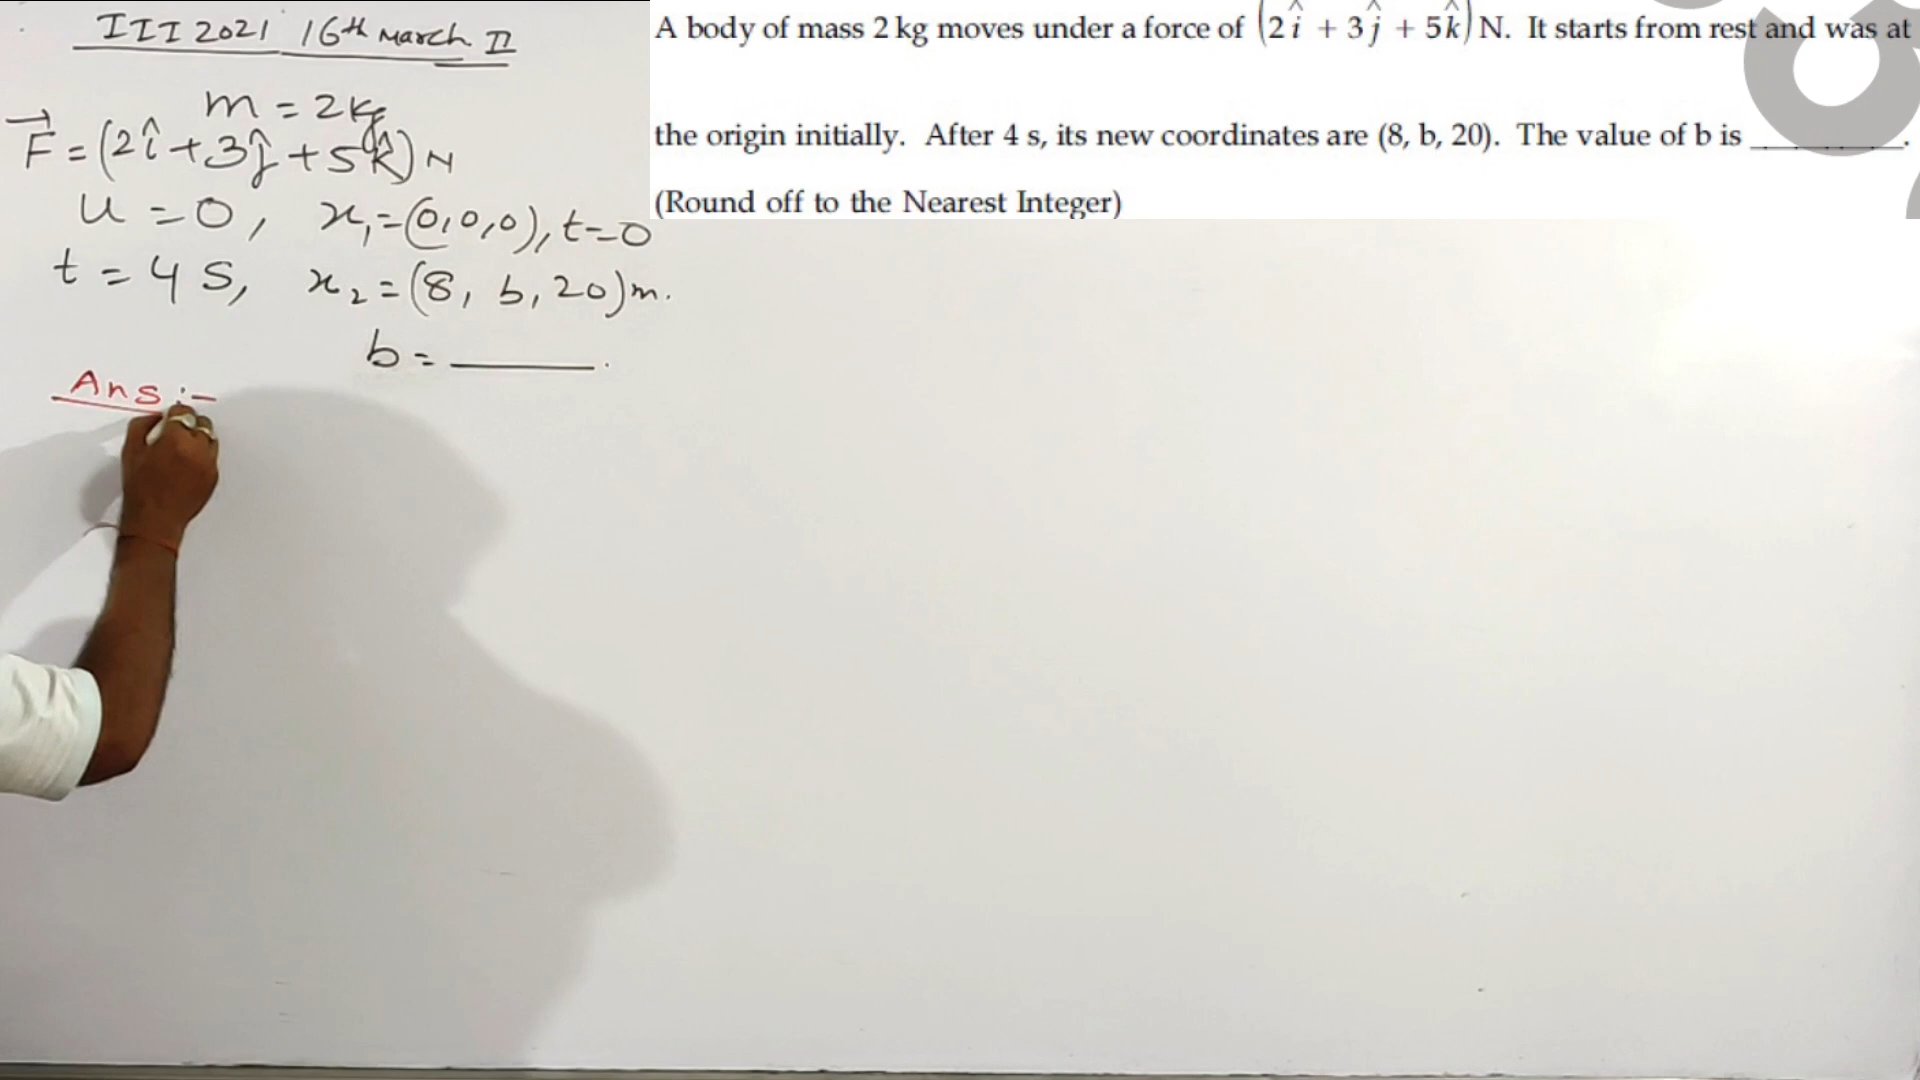 III 2021 16th March II
m = 2kg
F⃗ = (2î + 3ĵ + 5k̂) N
u = 0, x₁ = (0,0,0), t=0
t = 4 S, x₂ = (8, b, 20)m.
b = ______.
Ans :-
A body of mass 2 kg moves under a force of (2î + 3ĵ + 5k̂) N. It starts from rest and was at
the origin initially. After 4 s, its new coordinates are (8, b, 20). The value of b is __________.
(Round off to the Nearest Integer)